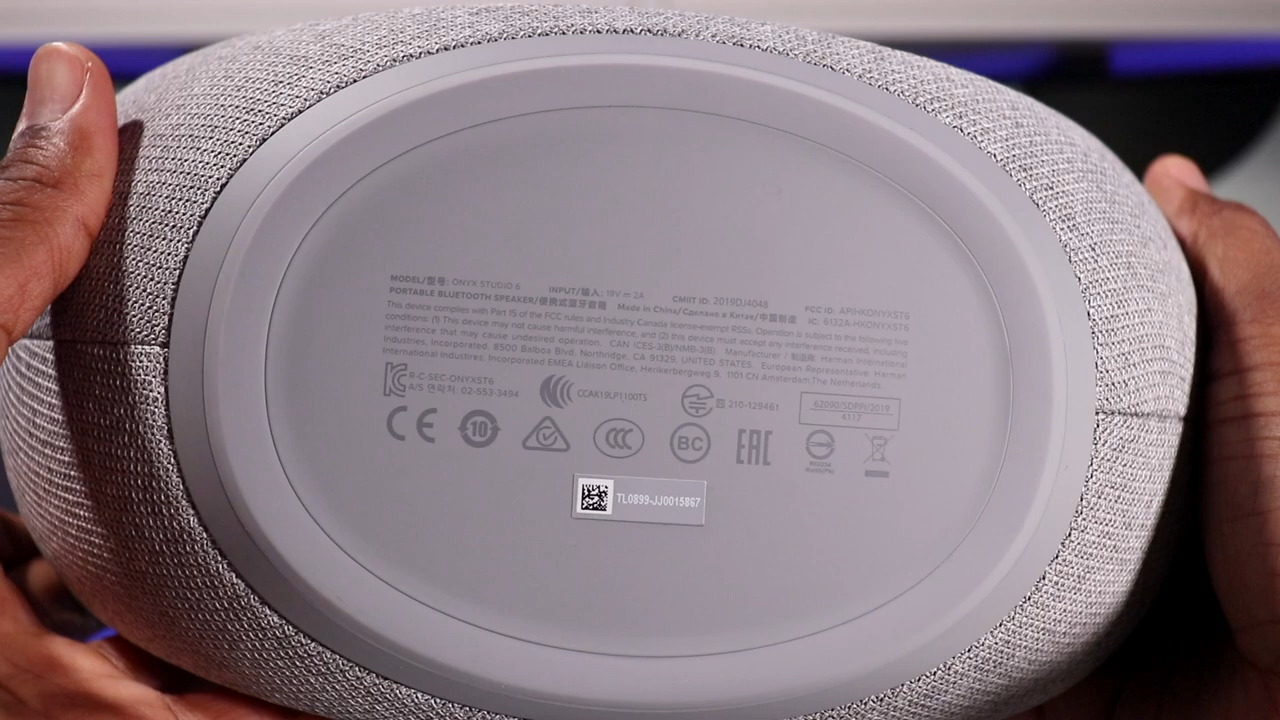 MODEL/型号: ONYX STUDIO 6 INPUT/输入: 19V ⎓ 2A CMIIT ID: 2019DJ4048 FCC ID: APIHKONYXST6
PORTABLE BLUETOOTH SPEAKER/便携式蓝牙音箱 Made in China/Сделано в Китае/中国制造 IC: 6132A-HKONYXST6
This device complies with Part 15 of the FCC rules and Industry Canada license-exempt RSSs. Operation is subject to the following two
conditions: (1) This device may not cause harmful interference, and (2) this device must accept any interference received, including
interference that may cause undesired operation. CAN ICES-3(B)/NMB-3(B) Manufacturer / 制造商: Harman International
Industries, Incorporated. 8500 Balboa Blvd, Northridge, CA 91329, UNITED STATES. European Representative: Harman
International Industries, Incorporated EMEA Liaison Office, Herikerbergweg 9, 1101 CN Amsterdam,The Netherlands.
R-C-SEC-ONYXST6
A/S 연락처: 02-553-3494
CCAK19LP1100T5
210-129461
62090/SDPPI/2019
4117
CE 10 CCC BC EAC
TL0899-JJ0015867